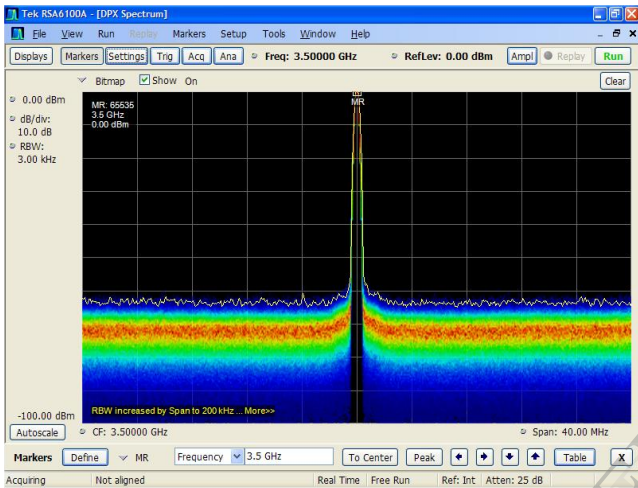 Tek RSA6100A - [DPX Spectrum]
File View Run Replay Markers Setup Tools Window Help
Displays Markers Settings Trig Acq Ana Freq: 3.50000 GHz RefLev: 0.00 dBm Ampl Replay Run
Bitmap Show On Clear
0.00 dBm
dB/div:
10.0 dB
RBW:
3.00 kHz
MR: 65535
3.5 GHz
0.00 dBm
MR
-100.00 dBm
RBW increased by Span to 200 kHz ... More>>
Autoscale CF: 3.50000 GHz Span: 40.00 MHz
Markers Define MR Frequency 3.5 GHz To Center Peak Table X
Acquiring Not aligned Real Time Free Run Ref: Int Atten: 25 dB